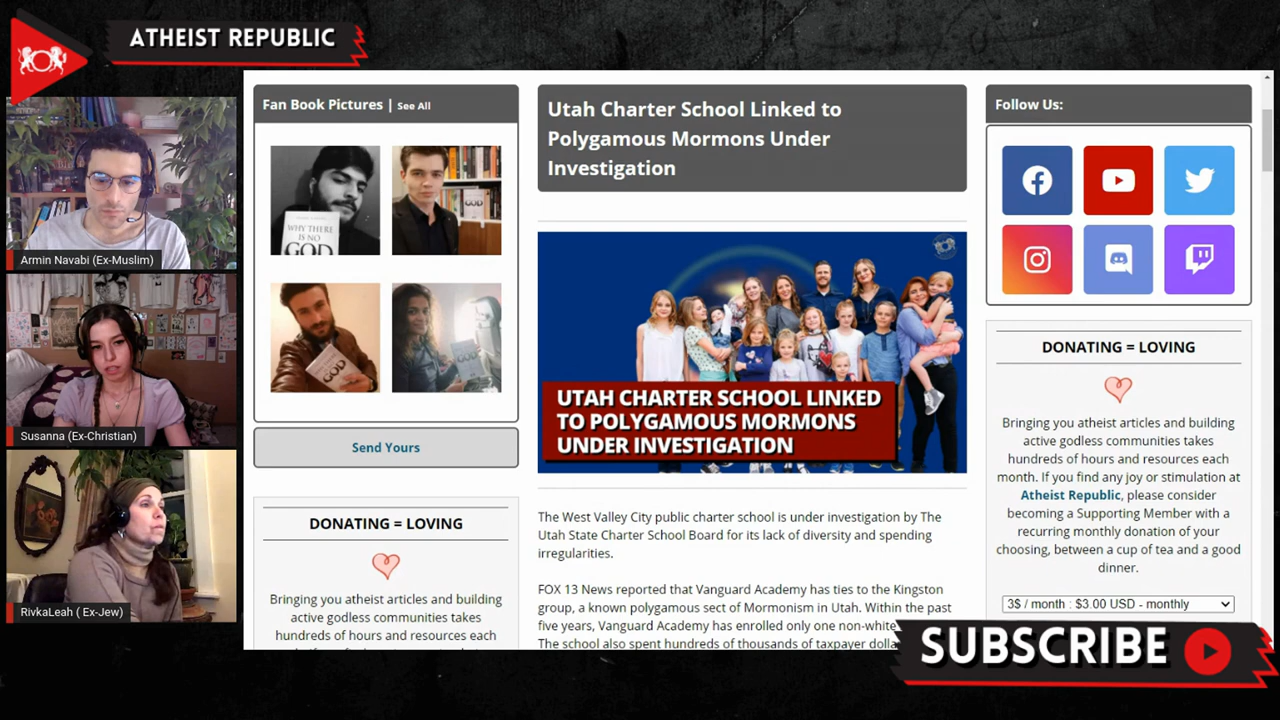 ATHEIST REPUBLIC
Armin Navabi (Ex-Muslim)
Susanna (Ex-Christian)
RivkaLeah ( Ex-Jew)
Fan Book Pictures | See All
WHY THERE
IS NO
GOD
GOD
GOD
Send Yours
DONATING = LOVING
Bringing you atheist articles and building
active godless communities takes
hundreds of hours and resources each
Utah Charter School Linked to
Polygamous Mormons Under
Investigation
UTAH CHARTER SCHOOL LINKED
TO POLYGAMOUS MORMONS
UNDER INVESTIGATION
The West Valley City public charter school is under investigation by The
Utah State Charter School Board for its lack of diversity and spending
irregularities.
FOX 13 News reported that Vanguard Academy has ties to the Kingston
group, a known polygamous sect of Mormonism in Utah. Within the past
five years, Vanguard Academy has enrolled only one non-white
The school also spent hundreds of thousands of taxpayer
Follow Us:
DONATING = LOVING
Bringing you atheist articles and building
active godless communities takes
hundreds of hours and resources each
month. If you find any joy or stimulation at
Atheist Republic, please consider
becoming a Supporting Member with a
recurring monthly donation of your
choosing, between a cup of tea and a good
dinner.
3$ / month : $3.00 USD - monthly
SUBSCRIBE